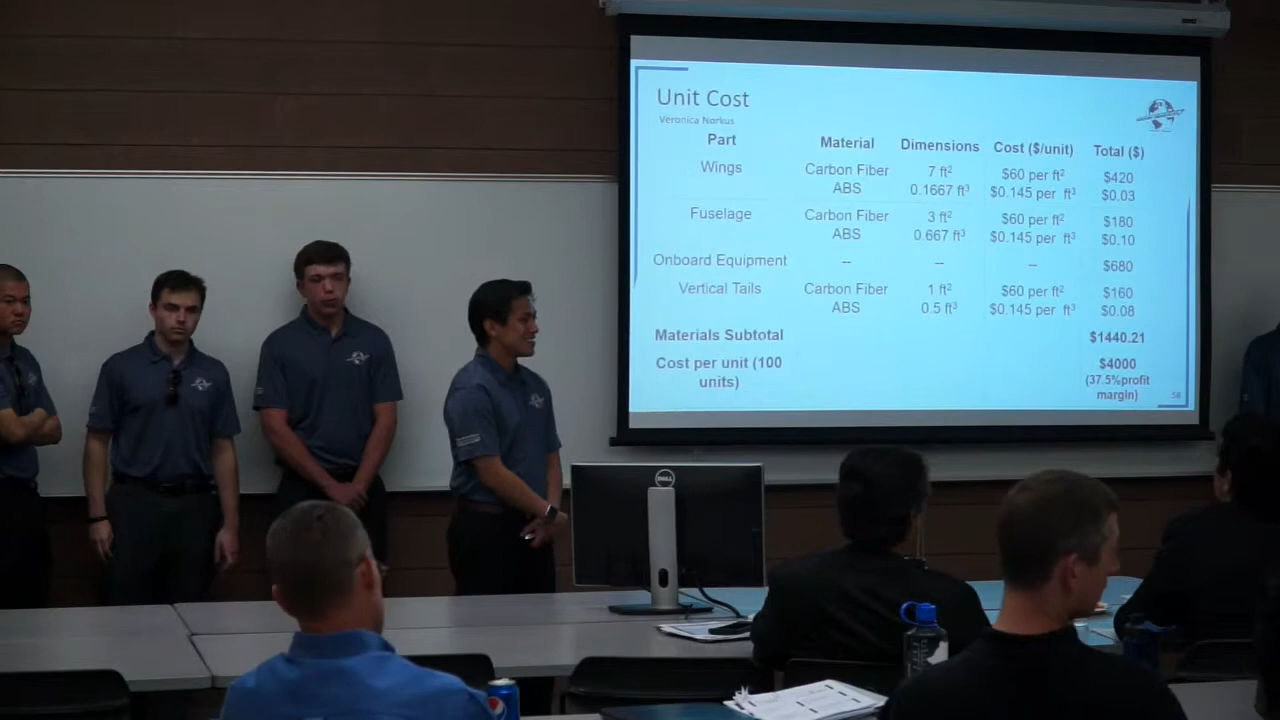 Unit Cost
Veronica Norkus
Part Material Dimensions Cost ($/unit) Total ($)
Wings Carbon Fiber 7 ft² $60 per ft² $420
ABS 0.1667 ft³ $0.145 per ft³ $0.03
Fuselage Carbon Fiber 3 ft² $60 per ft² $180
ABS 0.667 ft³ $0.145 per ft³ $0.10
Onboard Equipment -- -- -- $680
Vertical Tails Carbon Fiber 1 ft² $60 per ft² $160
ABS 0.5 ft³ $0.145 per ft³ $0.08
Materials Subtotal $1440.21
Cost per unit (100 $4000
units) (37.5%profit
margin)
58
DELL